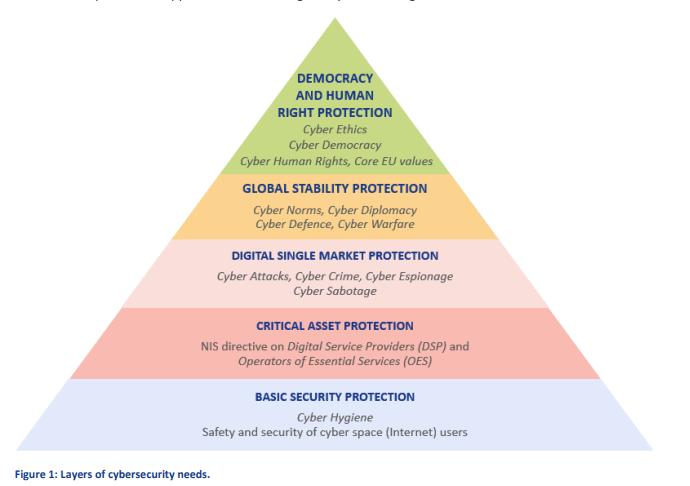 DEMOCRACY
AND HUMAN
RIGHT PROTECTION
Cyber Ethics
Cyber Democracy
Cyber Human Rights, Core EU values
GLOBAL STABILITY PROTECTION
Cyber Norms, Cyber Diplomacy
Cyber Defence, Cyber Warfare
DIGITAL SINGLE MARKET PROTECTION
Cyber Attacks, Cyber Crime, Cyber Espionage
Cyber Sabotage
CRITICAL ASSET PROTECTION
NIS directive on Digital Service Providers (DSP) and
Operators of Essential Services (OES)
BASIC SECURITY PROTECTION
Cyber Hygiene
Safety and security of cyber space (Internet) users
Figure 1: Layers of cybersecurity needs.